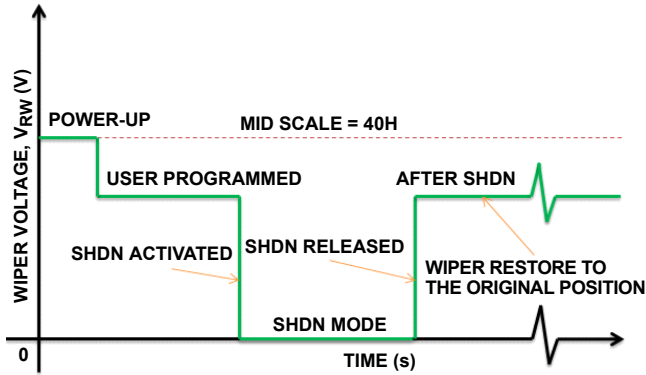 WIPER VOLTAGE, VRW (V)
POWER-UP
MID SCALE = 40H
USER PROGRAMMED
AFTER SHDN
SHDN ACTIVATED
SHDN RELEASED
WIPER RESTORE TO
THE ORIGINAL POSITION
SHDN MODE
0
TIME (s)